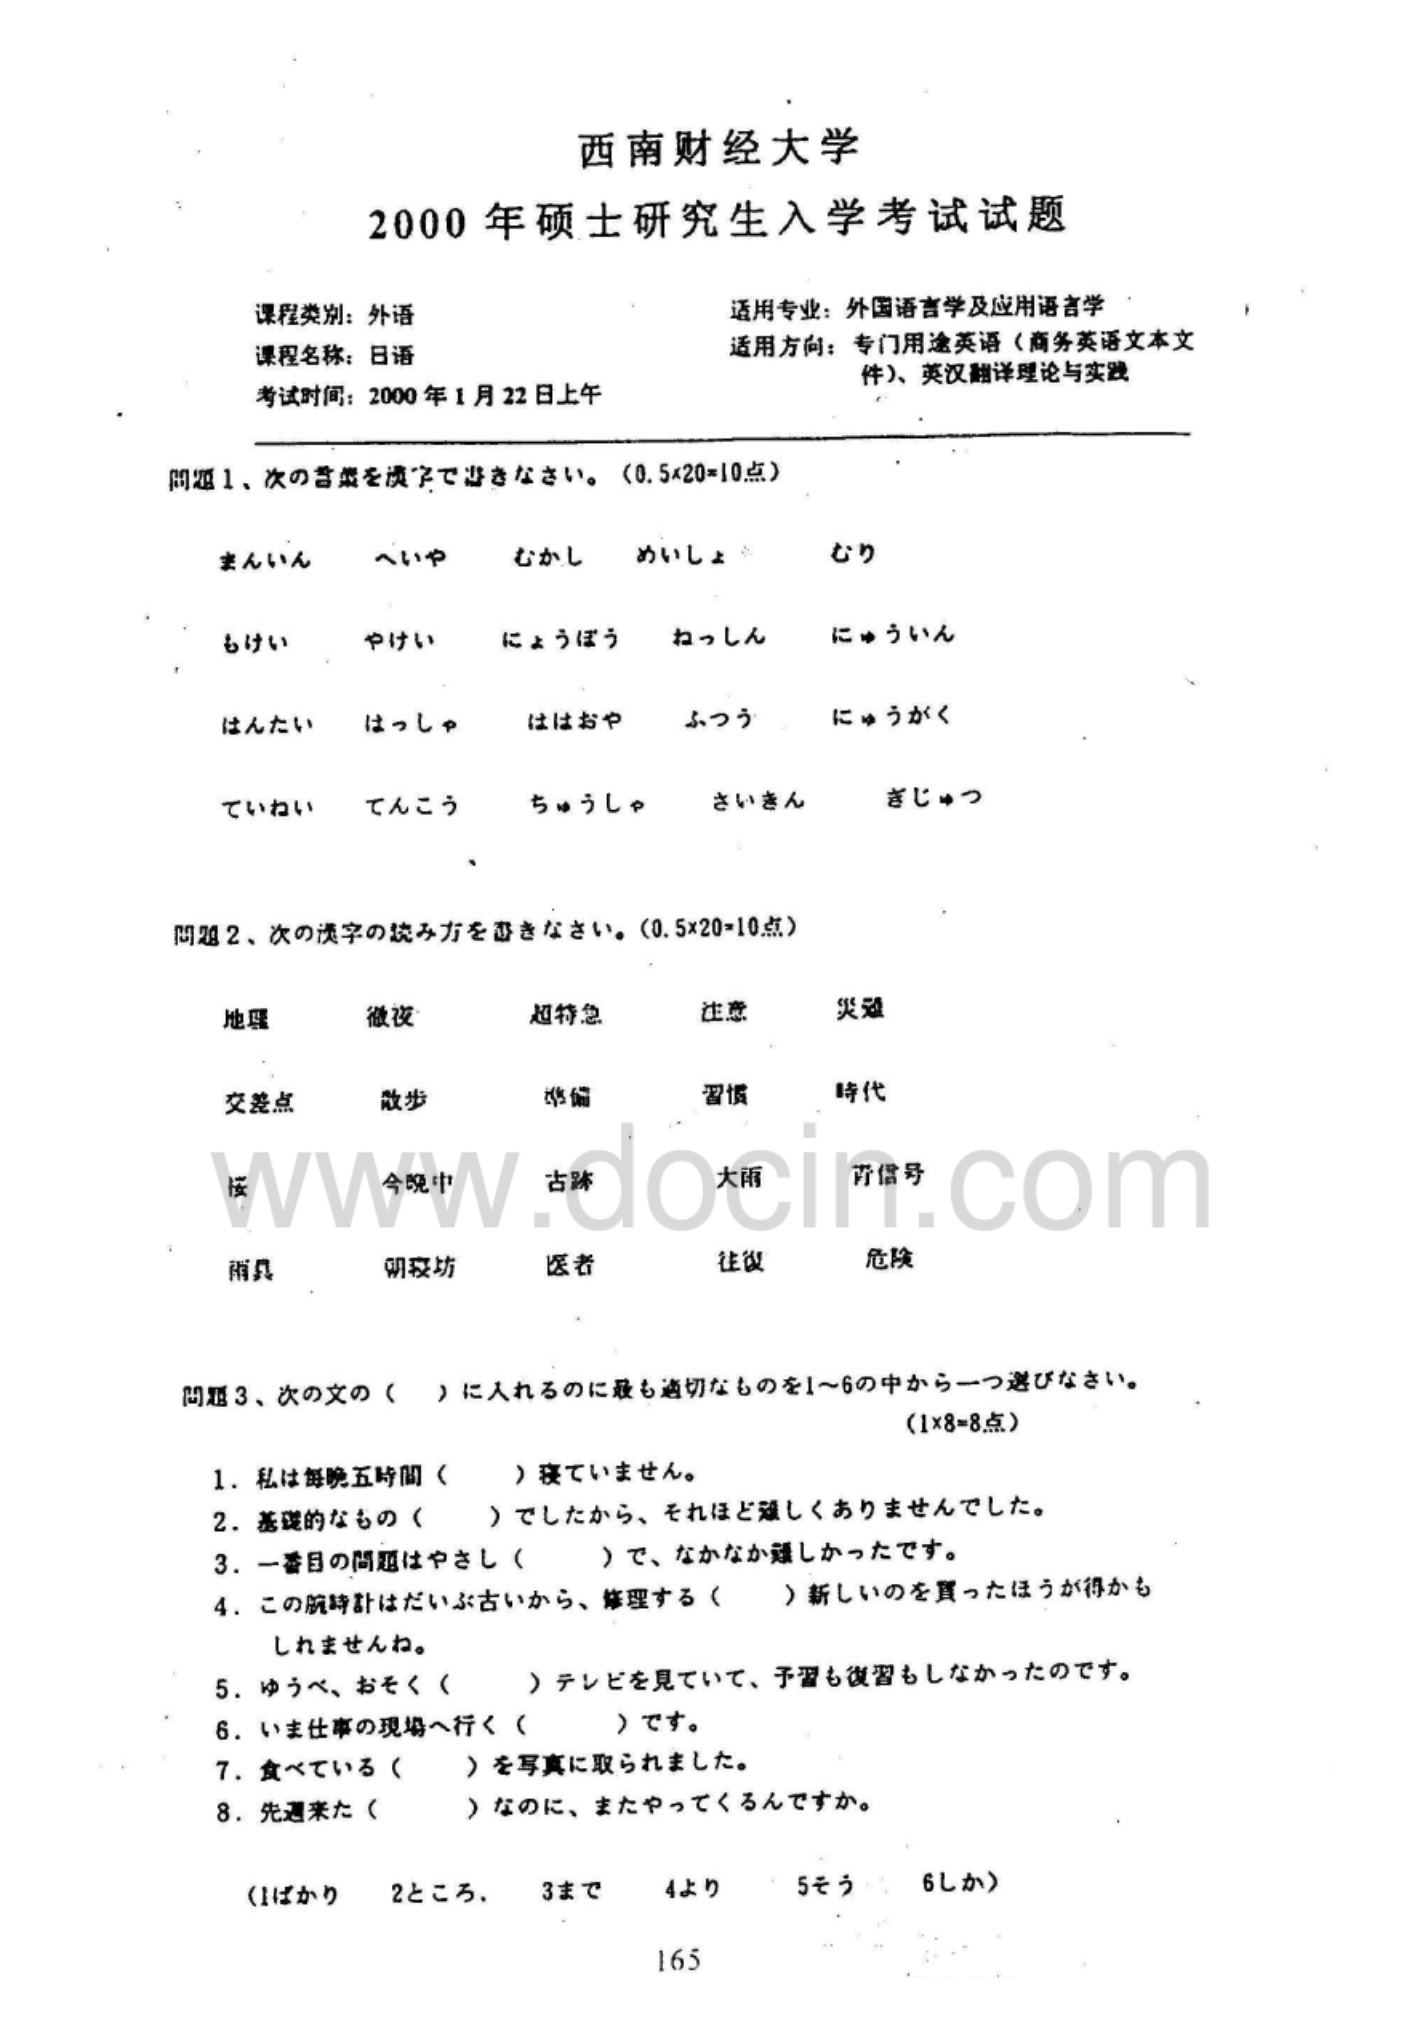 西南财经大学
2000 年硕士研究生入学考试试题
课程类别：外语
适用专业：外国语言学及应用语言学
课程名称：日语
适用方向：专门用途英语（商务英语文本文
件）、英汉翻译理论与实践
考试时间：2000 年 1 月 22 日上午
問題1、次の言葉を漢字で書きなさい。（0.5×20=10点）
まんいん へいや むかし めいしょ むり
もけい やけい にょうぼう ねっしん にゅういん
はんたい はっしゃ ははおや ふつう にゅうがく
ていねい てんこう ちゅうしゃ さいきん ぎじゅつ
問題2、次の漢字の読み方を書きなさい。（0.5×20=10点）
地理 徹夜 超特急 注意 災難
交差点 散歩 準備 習慣 時代
www.docin.com
桜 今晩中 古跡 大雨 青信号
雨具 朝寝坊 医者 往復 危険
問題3、次の文の（ ）に入れるのに最も適切なものを1～6の中から一つ選びなさい。
（1×8=8点）
1．私は毎晩五時間（ ）寝ていません。
2．基礎的なもの（ ）でしたから、それほど難しくありませんでした。
3．一番目の問題はやさし（ ）で、なかなか難しかったです。
4．この腕時計はだいぶ古いから、修理する（ ）新しいのを買ったほうが得かも
しれませんね。
5．ゆうべ、おそく（ ）テレビを見ていて、予習も復習もしなかったのです。
6．いま仕事の現場へ行く（ ）です。
7．食べている（ ）を写真に取られました。
8．先週来た（ ）なのに、またやってくるんですか。
（1ばかり 2ところ． 3まで 4より 5そう 6しか）
165